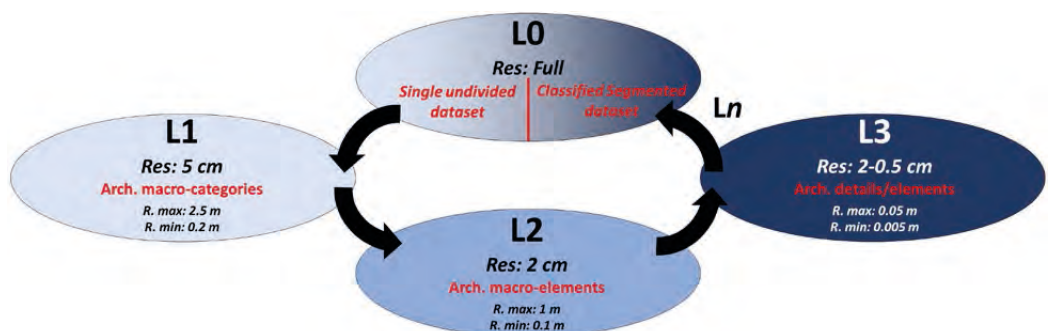 L0
Res: Full
Single undivided dataset
Classified Segmented dataset
Ln
L1
Res: 5 cm
Arch. macro-categories
R. max: 2.5 m
R. min: 0.2 m
L3
Res: 2-0.5 cm
Arch. details/elements
R. max: 0.05 m
R. min: 0.005 m
L2
Res: 2 cm
Arch. macro-elements
R. max: 1 m
R. min: 0.1 m